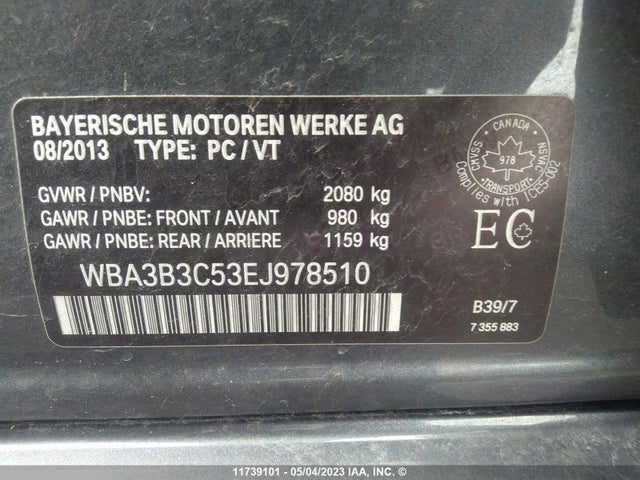 BAYERISCHE MOTOREN WERKE AG
08/2013 TYPE: PC / VT
GVWR / PNBV: 2080 kg
GAWR / PNBE: FRONT / AVANT 980 kg
GAWR / PNBE: REAR / ARRIERE 1159 kg
WBA3B3C53EJ978510
CANADA
CMVSS
NSVAC
978
TRANSPORT
Complies with ICES-002
EC
B39/7
7 355 883
11739101 - 05/04/2023 IAA, INC. ©